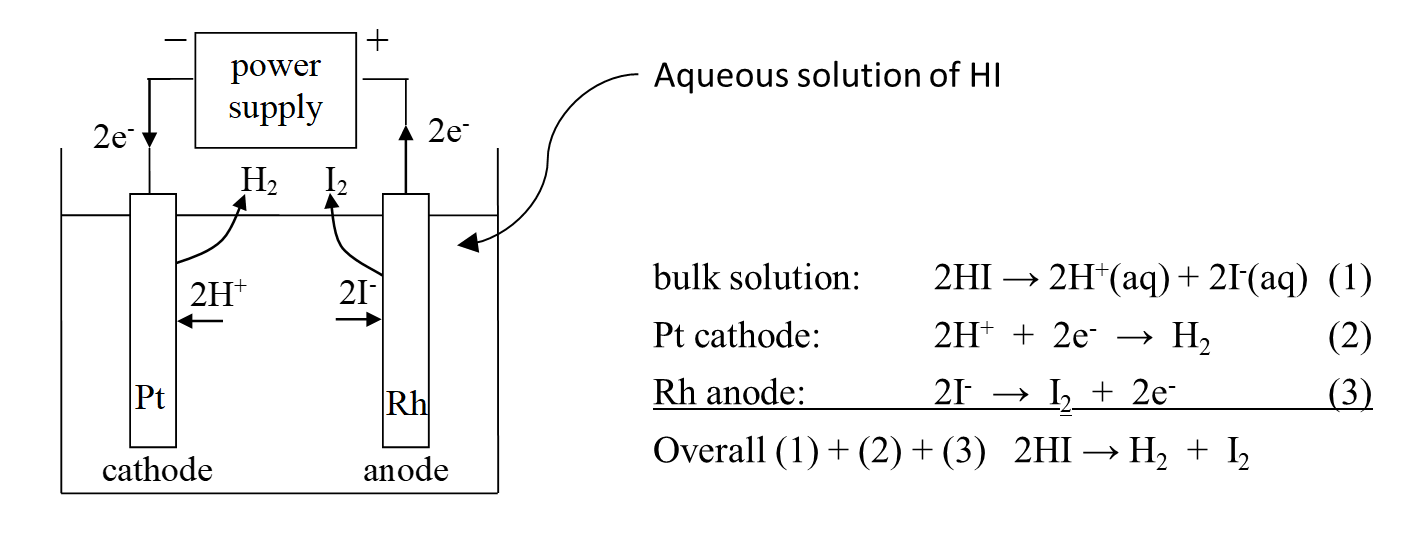 − +
power
supply
Aqueous solution of HI
2e⁻ 2e⁻
H₂ I₂
2H⁺ 2I⁻
Pt Rh
cathode anode
bulk solution: 2HI → 2H⁺(aq) + 2I⁻(aq) (1)
Pt cathode: 2H⁺ + 2e⁻ → H₂ (2)
Rh anode: 2I⁻ → I₂ + 2e⁻ (3)
Overall (1) + (2) + (3) 2HI → H₂ + I₂